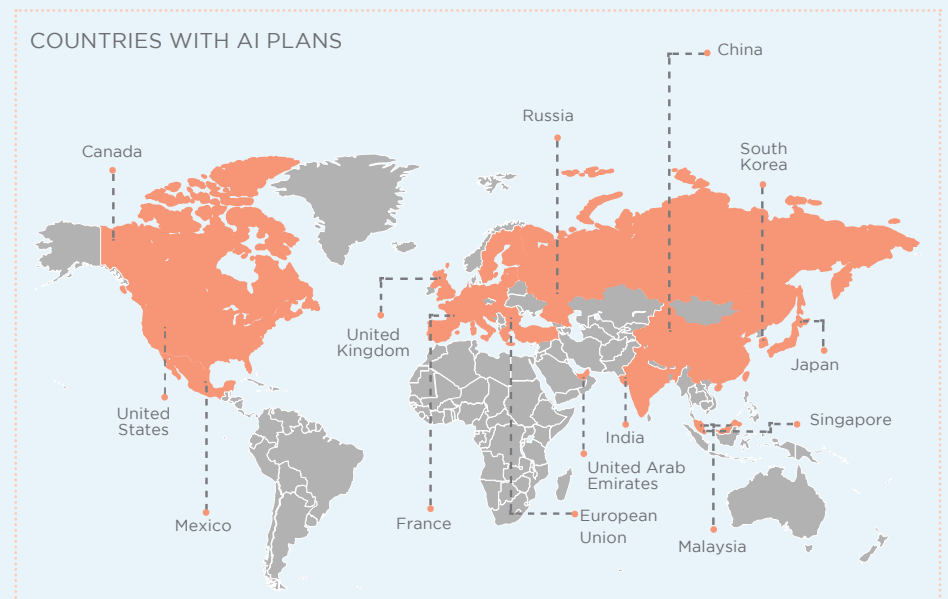 COUNTRIES WITH AI PLANS
China
Russia
South
Korea
Canada
United
Kingdom
Japan
United
States
Singapore
India
United Arab
Emirates
Mexico
France
European
Union
Malaysia